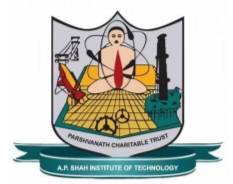 PARSHVANATH CHARITABLE TRUST
A.P. SHAH INSTITUTE OF TECHNOLOGY